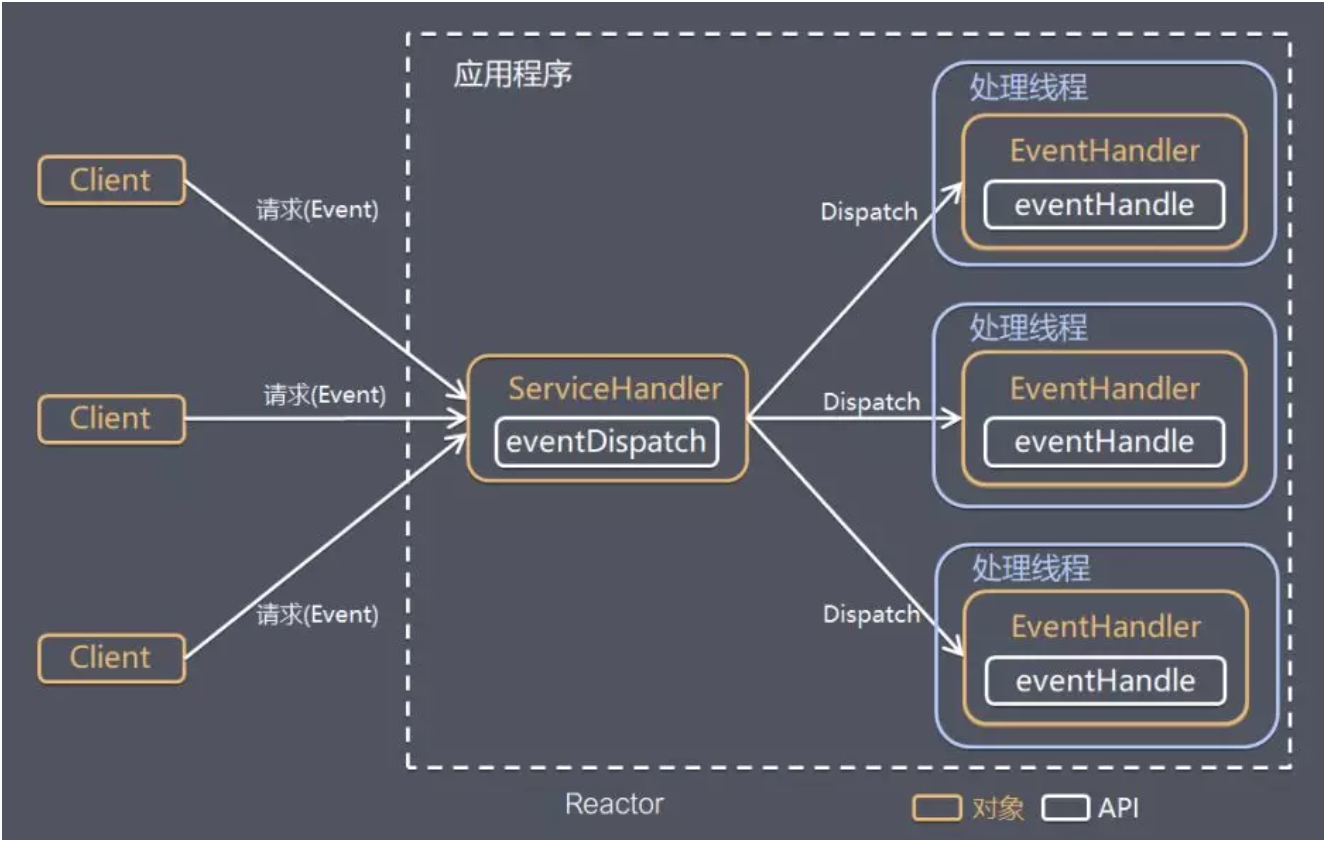 应用程序
处理线程
EventHandler
eventHandle
Client
请求(Event)
Dispatch
处理线程
EventHandler
eventHandle
Client
请求(Event)
Dispatch
ServiceHandler
eventDispatch
处理线程
EventHandler
eventHandle
Client
请求(Event)
Dispatch
Reactor
对象
API